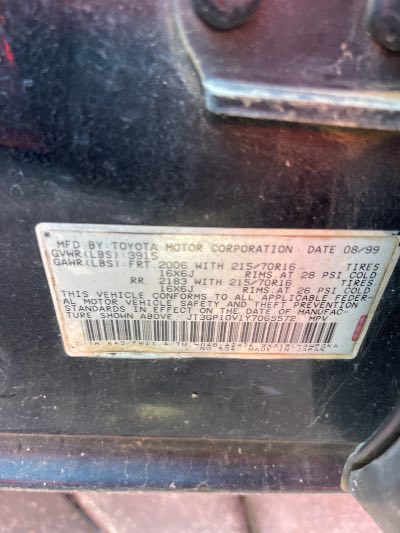 MFD BY TOYOTA MOTOR CORPORATION DATE 08/99
GVWR(LBS):3915
GAWR(LBS): FRT. 2006 WITH 215/70R16 TIRES
16X6J RIMS.AT 28 PSI COLD
RR 2183 WITH 215/70R16 TIRES
16X6J RIMS.AT 26 PSI COLD
THIS VEHICLE CONFORMS TO ALL APPLICABLE FEDER-
AL MOTOR VEHICLE SAFETY AND THEFT PREVENTION
STANDARDS IN EFFECT ON THE DATE OF MANUFAC-
TURE SHOWN ABOVE. JT3GP10V1Y7065572 MPV
C/TR A/TM
NO. MADE IN JAPAN